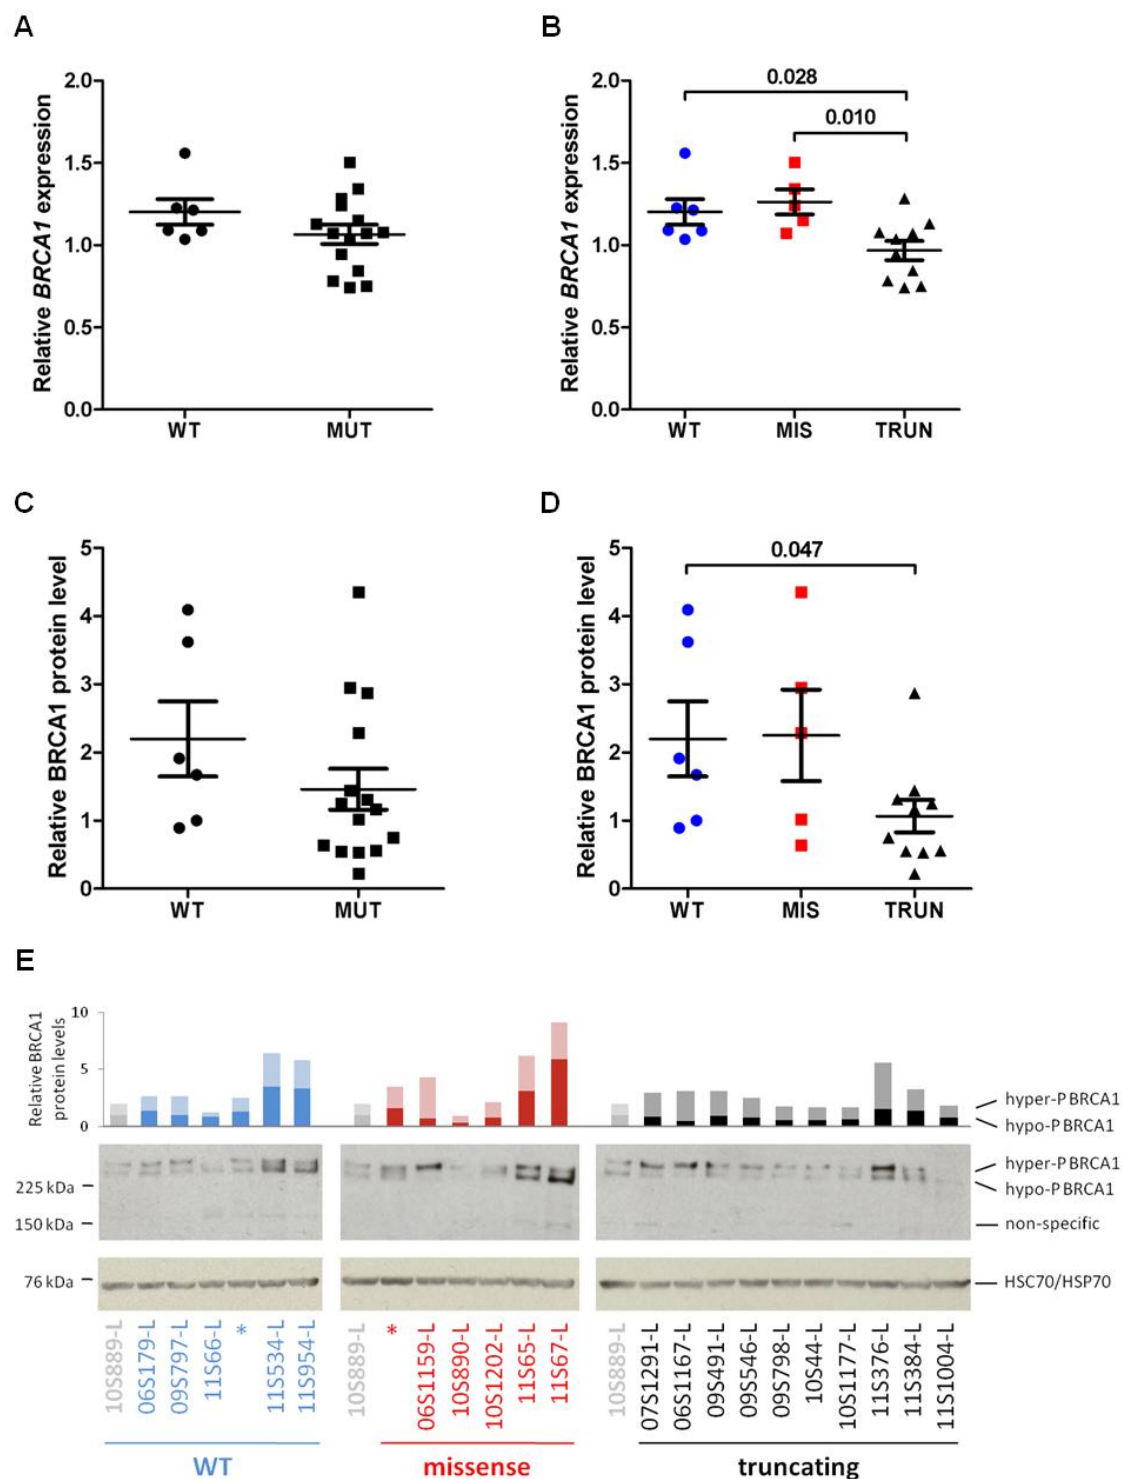 A
B
2.0
1.5
1.0
0.5
0.0
Relative BRCA1 expression
WT
MUT
2.0
1.5
1.0
0.5
0.0
Relative BRCA1 expression
0.028
0.010
WT
MIS
TRUN
C
D
5
4
3
2
1
0
Relative BRCA1 protein level
WT
MUT
5
4
3
2
1
0
Relative BRCA1 protein level
0.047
WT
MIS
TRUN
E
Relative BRCA1
protein levels
10
5
0
hyper-P BRCA1
hypo-P BRCA1
225 kDa
150 kDa
hyper-P BRCA1
hypo-P BRCA1
non-specific
76 kDa
HSC70/HSP70
10S889-L
06S179-L
09S797-L
11S66-L
*
11S534-L
11S954-L
10S889-L
*
06S1159-L
10S890-L
10S1202-L
11S65-L
11S67-L
10S889-L
07S1291-L
06S1167-L
09S491-L
09S546-L
09S798-L
10S44-L
10S1177-L
11S376-L
11S384-L
11S1004-L
WT
missense
truncating